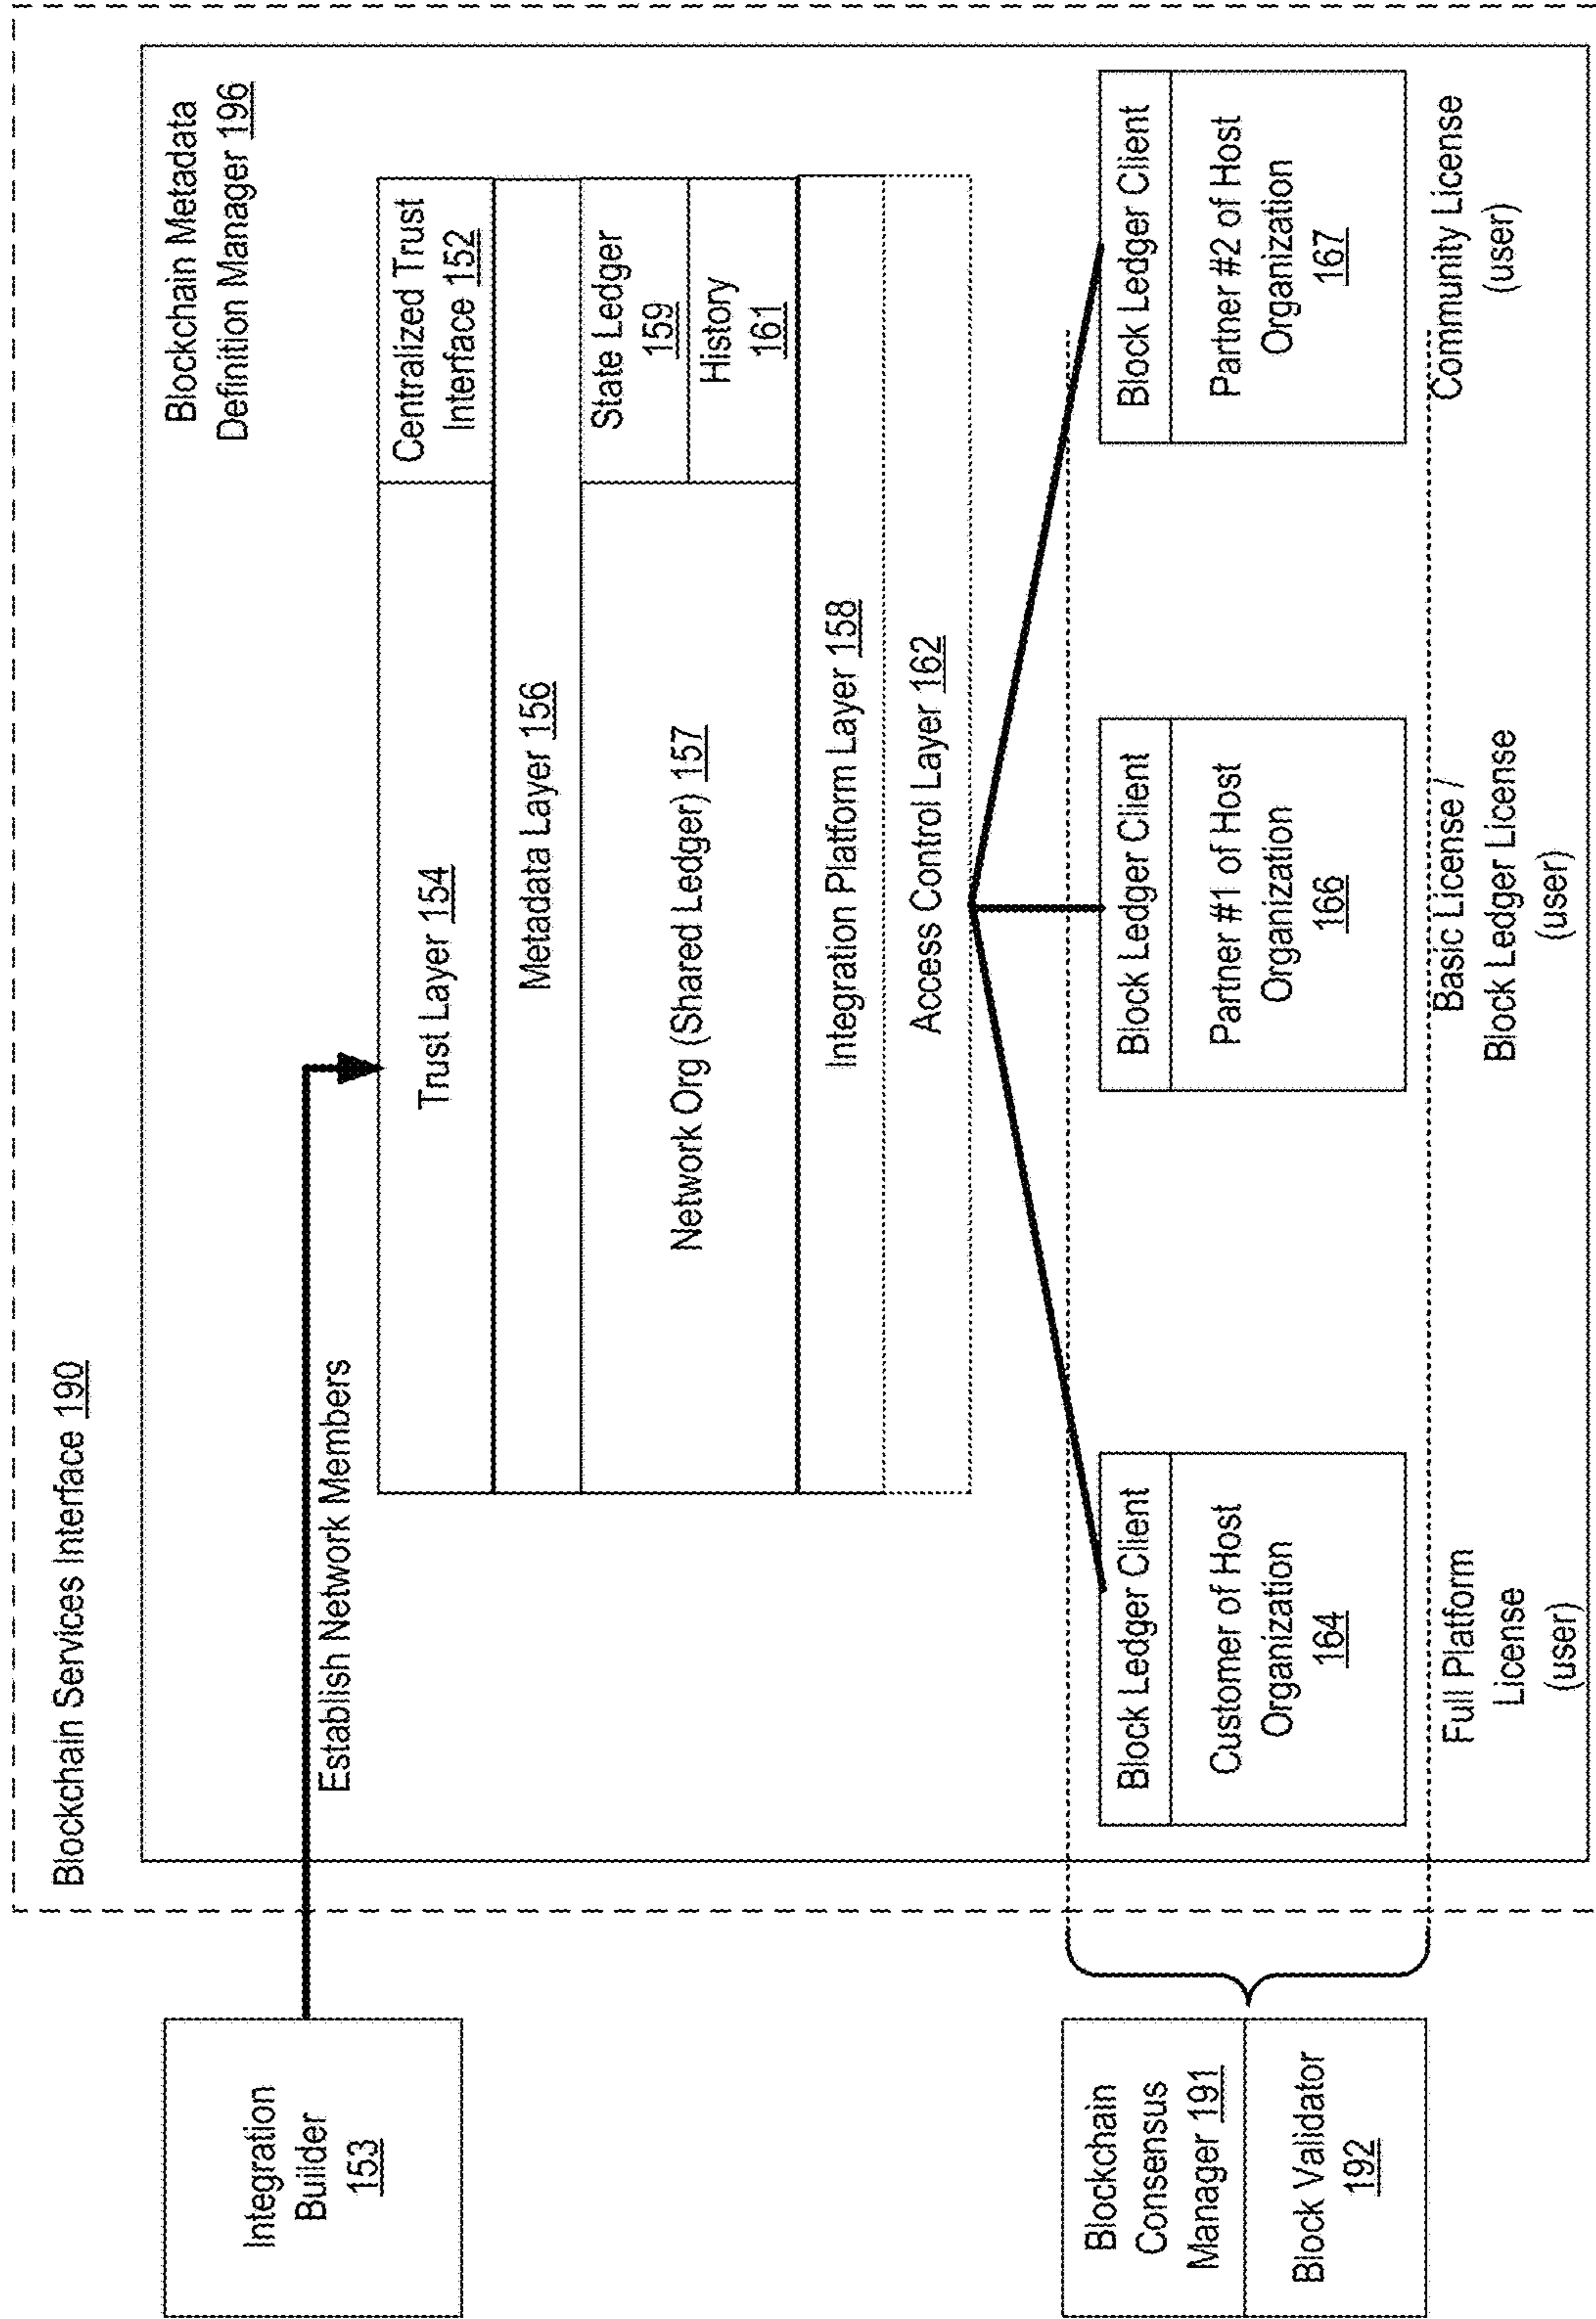 Blockchain Services Interface 190
Blockchain Metadata
Definition Manager 196
Integration
Builder
153
Establish Network Members
Trust Layer 154
Centralized Trust
Interface 152
Metadata Layer 156
Network Org (Shared Ledger) 157
State Ledger
159
History
161
Integration Platform Layer 158
Access Control Layer 162
Blockchain
Consensus
Manager 191
Block Validator
192
Block Ledger Client
Customer of Host
Organization
164
Full Platform
License
(user)
Block Ledger Client
Partner #1 of Host
Organization
166
Basic License /
Block Ledger License
(user)
Block Ledger Client
Partner #2 of Host
Organization
167
Community License
(user)